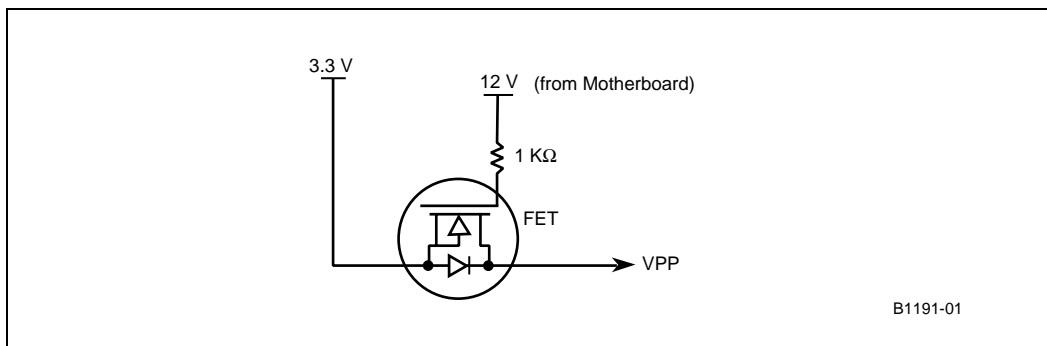 3.3 V
12 V (from Motherboard)
1 KΩ
FET
VPP
B1191-01